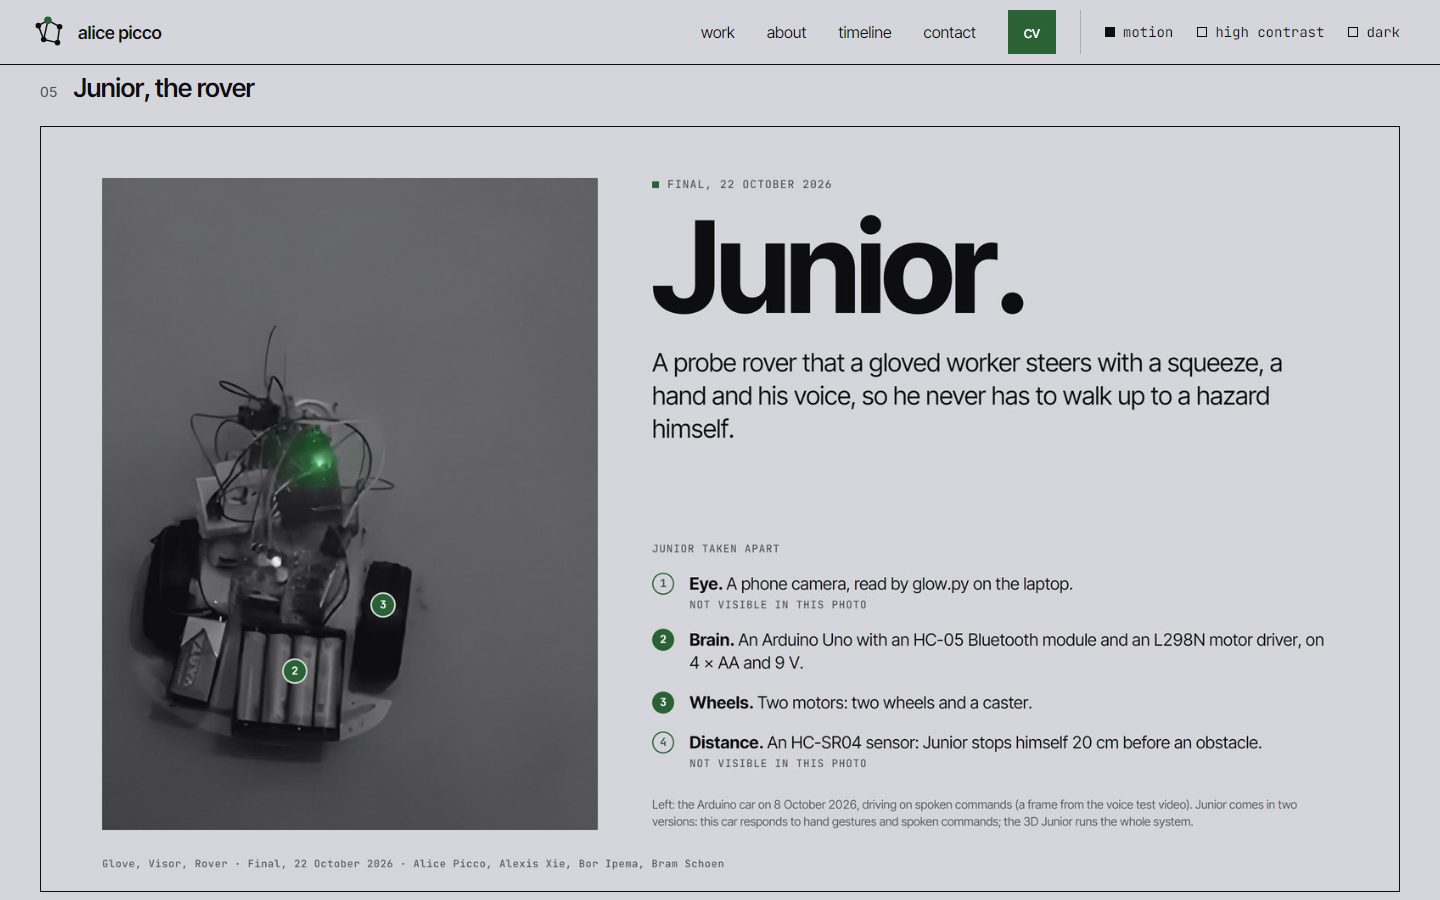 alice picco
work about timeline contact CV motion high contrast dark
05 Junior, the rover
FINAL, 22 OCTOBER 2026
Junior.
A probe rover that a gloved worker steers with a squeeze, a
hand and his voice, so he never has to walk up to a hazard
himself.
JUNIOR TAKEN APART
1 Eye. A phone camera, read by glow.py on the laptop.
NOT VISIBLE IN THIS PHOTO
2 Brain. An Arduino Uno with an HC-05 Bluetooth module and an L298N motor driver, on
4 × AA and 9 V.
3 Wheels. Two motors: two wheels and a caster.
4 Distance. An HC-SR04 sensor: Junior stops himself 20 cm before an obstacle.
NOT VISIBLE IN THIS PHOTO
3
2
Left: the Arduino car on 8 October 2026, driving on spoken commands (a frame from the voice test video). Junior comes in two
versions: this car responds to hand gestures and spoken commands; the 3D Junior runs the whole system.
Glove, Visor, Rover · Final, 22 October 2026 · Alice Picco, Alexis Xie, Bor Ipema, Bram Schoen